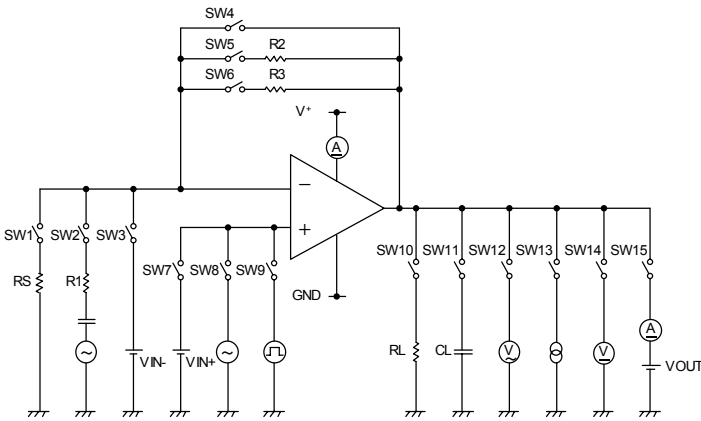 SW4
SW5 R2
SW6 R3
V+
A
−
+
SW1 SW2 SW3
SW7 SW8 SW9
SW10 SW11 SW12 SW13 SW14 SW15
RS R1
GND
A
VIN- VIN+
RL CL V V
VOUT